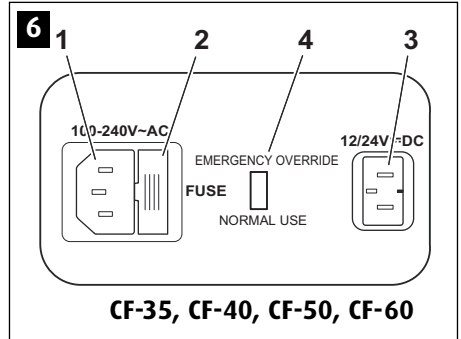 6
1 2 4 3
100-240V~AC
12/24V⎓DC
EMERGENCY OVERRIDE
FUSE
NORMAL USE
CF-35, CF-40, CF-50, CF-60